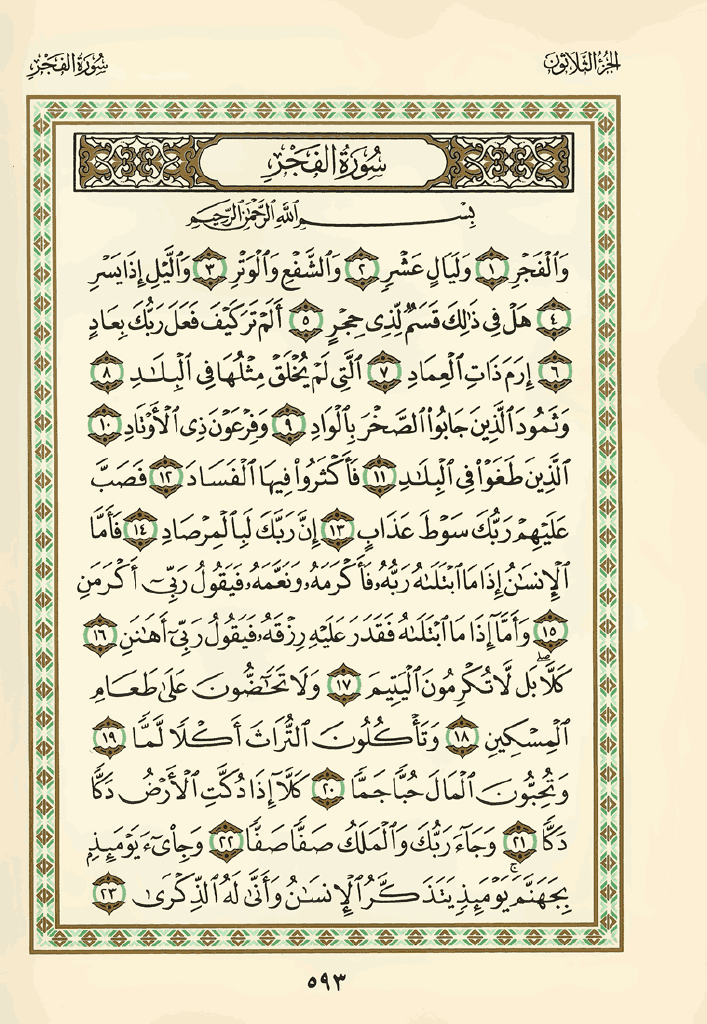 الجزء الثلاثون
سورة الفجر
سُورَةُ الفَجْرِ
بِسْمِ ٱللَّهِ ٱلرَّحْمَٰنِ ٱلرَّحِيمِ
وَٱلْفَجْرِ ١ وَلَيَالٍ عَشْرٍ ٢ وَٱلشَّفْعِ وَٱلْوَتْرِ ٣ وَٱلَّيْلِ إِذَا يَسْرِ
٤ هَلْ فِى ذَٰلِكَ قَسَمٌ لِّذِى حِجْرٍ ٥ أَلَمْ تَرَ كَيْفَ فَعَلَ رَبُّكَ بِعَادٍ
٦ إِرَمَ ذَاتِ ٱلْعِمَادِ ٧ ٱلَّتِى لَمْ يُخْلَقْ مِثْلُهَا فِى ٱلْبِلَٰدِ ٨
وَثَمُودَ ٱلَّذِينَ جَابُوا۟ ٱلصَّخْرَ بِٱلْوَادِ ٩ وَفِرْعَوْنَ ذِى ٱلْأَوْتَادِ ١٠
ٱلَّذِينَ طَغَوْا۟ فِى ٱلْبِلَٰدِ ١١ فَأَكْثَرُوا۟ فِيهَا ٱلْفَسَادَ ١٢ فَصَبَّ
عَلَيْهِمْ رَبُّكَ سَوْطَ عَذَابٍ ١٣ إِنَّ رَبَّكَ لَبِٱلْمِرْصَادِ ١٤ فَأَمَّا
ٱلْإِنسَٰنُ إِذَا مَا ٱبْتَلَىٰهُ رَبُّهُۥ فَأَكْرَمَهُۥ وَنَعَّمَهُۥ فَيَقُولُ رَبِّىٓ أَكْرَمَنِ
١٥ وَأَمَّآ إِذَا مَا ٱبْتَلَىٰهُ فَقَدَرَ عَلَيْهِ رِزْقَهُۥ فَيَقُولُ رَبِّىٓ أَهَٰنَنِ ١٦
كَلَّا ۖ بَل لَّا تُكْرِمُونَ ٱلْيَتِيمَ ١٧ وَلَا تَحَٰٓضُّونَ عَلَىٰ طَعَامِ
ٱلْمِسْكِينِ ١٨ وَتَأْكُلُونَ ٱلتُّرَاثَ أَكْلًا لَّمًّا ١٩
وَتُحِبُّونَ ٱلْمَالَ حُبًّا جَمًّا ٢٠ كَلَّآ إِذَا دُكَّتِ ٱلْأَرْضُ دَكًّا
دَكًّا ٢١ وَجَآءَ رَبُّكَ وَٱلْمَلَكُ صَفًّا صَفًّا ٢٢ وَجِا۟ىٓءَ يَوْمَئِذٍۭ
بِجَهَنَّمَ ۚ يَوْمَئِذٍ يَتَذَكَّرُ ٱلْإِنسَٰنُ وَأَنَّىٰ لَهُ ٱلذِّكْرَىٰ ٢٣
٥٩٣